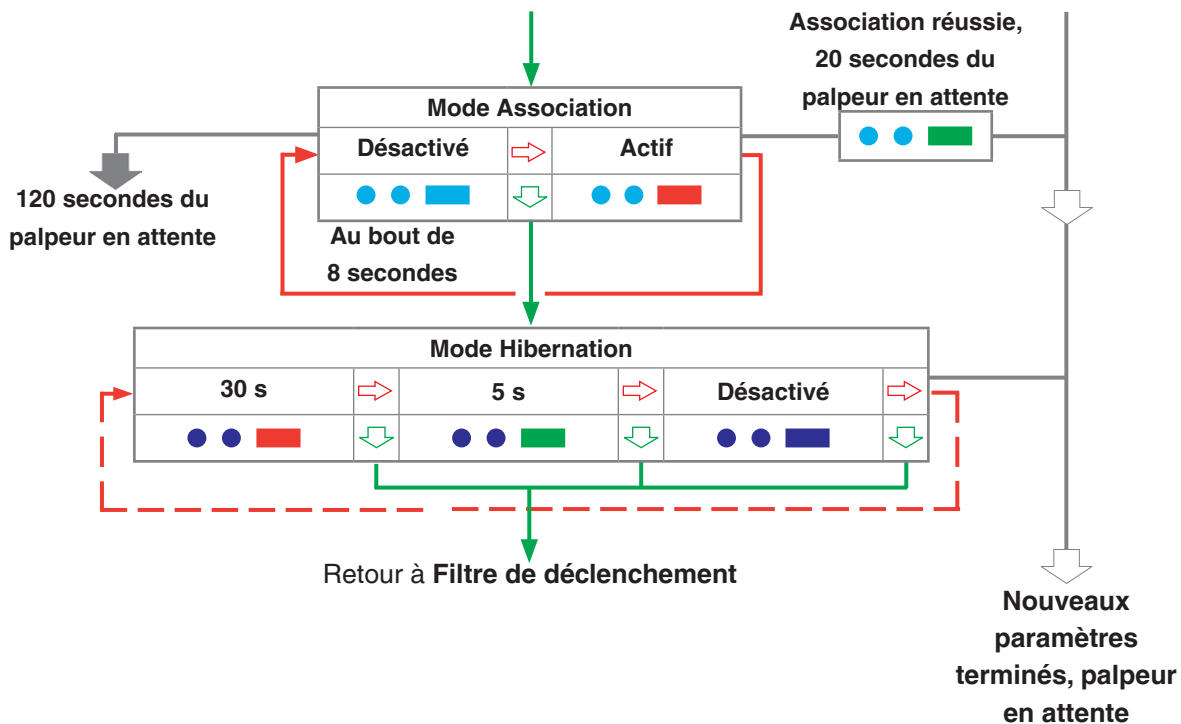 Association réussie,
20 secondes du
palpeur en attente
Mode Association
Désactivé
Actif
120 secondes du
palpeur en attente
Au bout de
8 secondes
Mode Hibernation
30 s
5 s
Désactivé
Retour à Filtre de déclenchement
Nouveaux
paramètres
terminés, palpeur
en attente